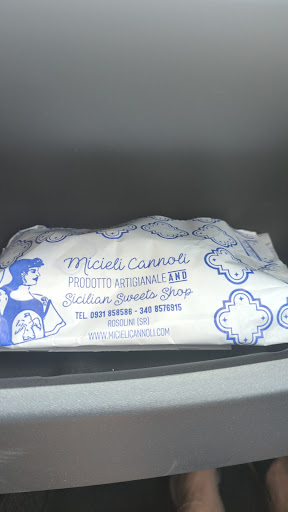 Micieli Cannoli
PRODOTTO ARTIGIANALE AND
Sicilian Sweets Shop
TEL. 0931 858586 - 340 8576915
ROSOLINI (SR)
WWW.MICIELICANNOLI.COM